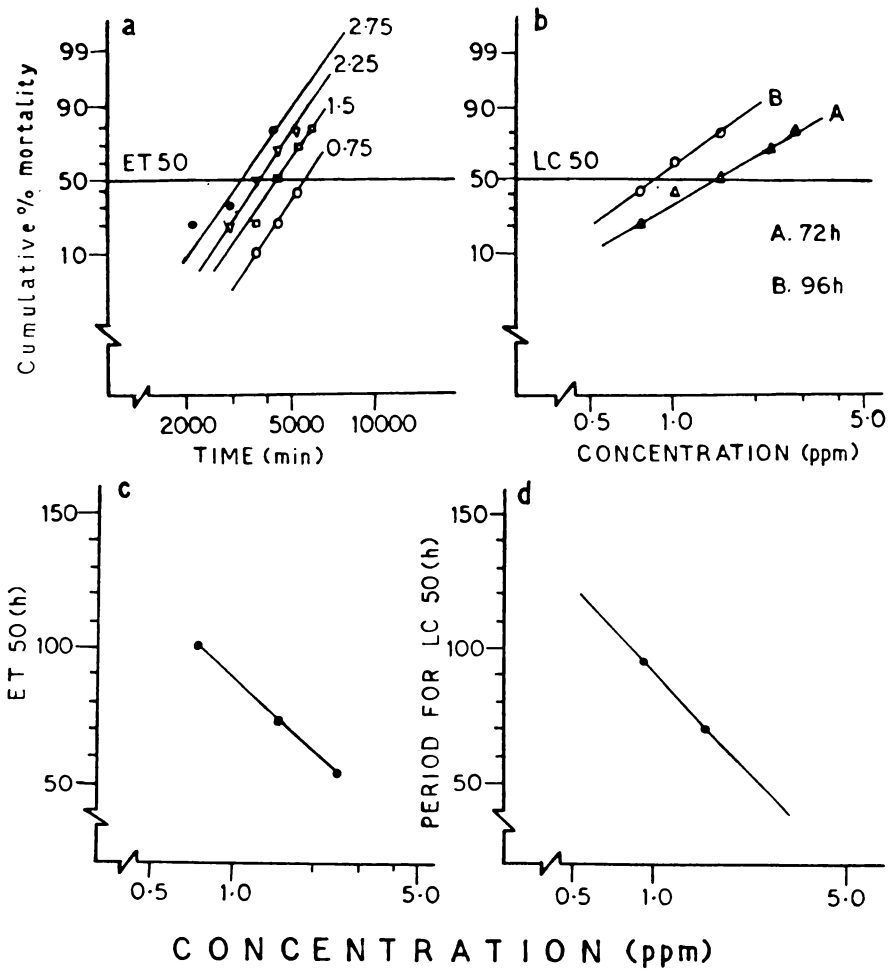 a
2.75
2.25
1.5
0.75
99
90
50
10
ET 50
Cumulative % mortality
2000 5000 10000
TIME (min)
b
B
A
99
90
50
10
LC 50
A. 72h
B. 96h
0.5 1.0 5.0
CONCENTRATION (ppm)
c
150
100
50
ET 50 (h)
0.5 1.0 5.0
d
150
100
50
PERIOD FOR LC 50 (h)
0.5 1.0 5.0
CONCENTRATION (ppm)